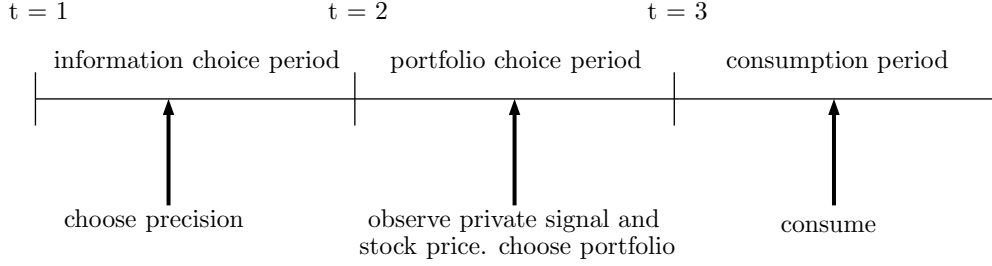 t = 1
t = 2
t = 3
information choice period
portfolio choice period
consumption period
choose precision
observe private signal and
stock price. choose portfolio
consume